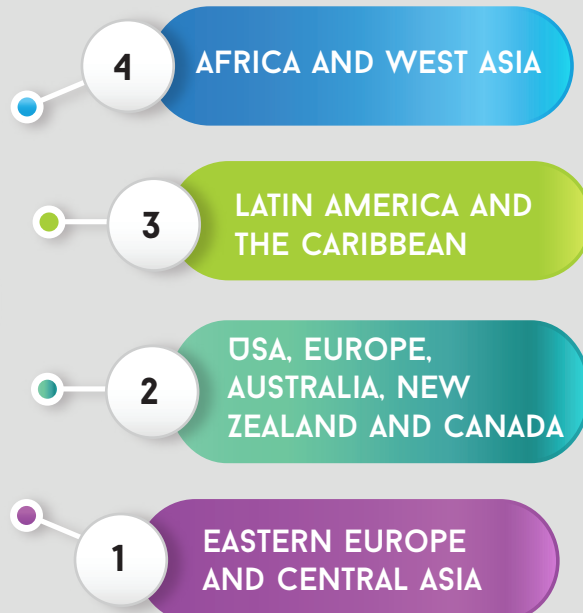 4
AFRICA AND WEST ASIA
3
LATIN AMERICA AND
THE CARIBBEAN
2
USA, EUROPE,
AUSTRALIA, NEW
ZEALAND AND CANADA
1
EASTERN EUROPE
AND CENTRAL ASIA